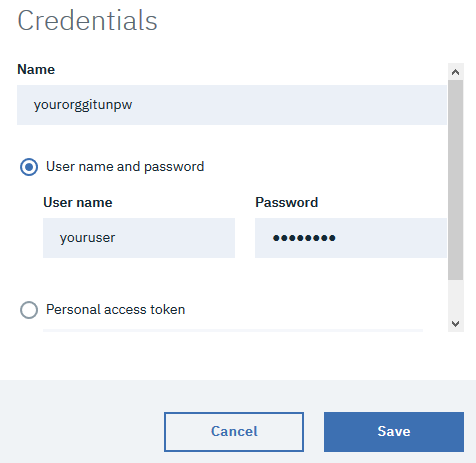 Credentials
Name
yourorggitunpw
User name and password
User name Password
youruser ••••••••
Personal access token
Cancel Save